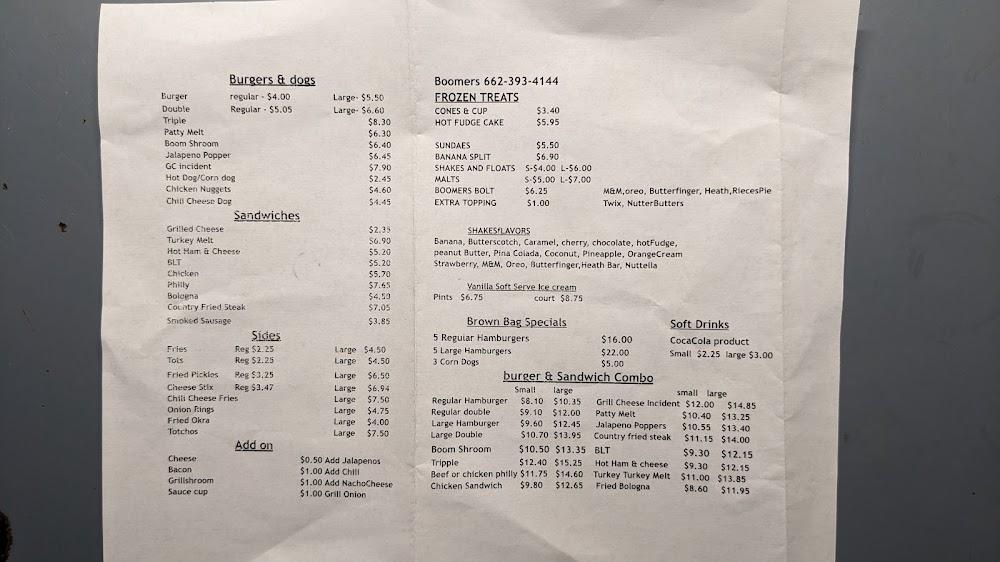 Burgers & dogs
Burger regular - $4.00 Large- $5.50
Double Regular - $5.05 Large- $6.60
Triple $8.30
Patty Melt $6.30
Boom Shroom $6.40
Jalapeno Popper $6.45
GC incident $7.90
Hot Dog/Corn dog $2.45
Chicken Nuggets $4.60
Chili Cheese Dog $4.45
Sandwiches
Grilled Cheese $2.35
Turkey Melt $6.90
Hot Ham & Cheese $5.20
BLT $5.20
Chicken $5.70
Philly $7.65
Bologna $4.50
Country Fried Steak $7.05
Smoked Sausage $3.85
Sides
Fries Reg $2.25 Large $4.50
Tots Reg $2.25 Large $4.50
Fried Pickles Reg $3.25 Large $6.50
Cheese Stix Reg $3.47 Large $6.94
Chili Cheese Fries Large $7.50
Onion Rings Large $4.75
Fried Okra Large $4.00
Totchos Large $7.50
Add on
Cheese $0.50 Add Jalapenos
Bacon $1.00 Add Chili
Grillshroom $1.00 Add NachoCheese
Sauce cup $1.00 Grill Onion
Boomers 662-393-4144
FROZEN TREATS
CONES & CUP $3.40
HOT FUDGE CAKE $5.95
SUNDAES $5.50
BANANA SPLIT $6.90
SHAKES AND FLOATS S-$4.00 L-$6.00
MALTS S-$5.00 L-$7.00
BOOMERS BOLT $6.25 M&M,oreo, Butterfinger, Heath,RiecesPie
EXTRA TOPPING $1.00 Twix, NutterButters
SHAKESfLAVORS
Banana, Butterscotch, Caramel, cherry, chocolate, hotFudge,
peanut Butter, Pina Colada, Coconut, Pineapple, OrangeCream
Strawberry, M&M, Oreo, Butterfinger,Heath Bar, Nuttella
Vanilla Soft Serve Ice cream
Pints $6.75 court $8.75
Brown Bag Specials
5 Regular Hamburgers $16.00
5 Large Hamburgers $22.00
3 Corn Dogs $5.00
Soft Drinks
CocaCola product
Small $2.25 large $3.00
burger & Sandwich Combo
Small large
Regular Hamburger $8.10 $10.35
Regular double $9.10 $12.00
Large Hamburger $9.60 $12.45
Large Double $10.70 $13.95
Boom Shroom $10.50 $13.35
Tripple $12.40 $15.25
Beef or chicken philly $11.75 $14.60
Chicken Sandwich $9.80 $12.65
small large
Grill Cheese Incident $12.00 $14.85
Patty Melt $10.40 $13.25
Jalapeno Poppers $10.55 $13.40
Country fried steak $11.15 $14.00
BLT $9.30 $12.15
Hot Ham & cheese $9.30 $12.15
Turkey Turkey Melt $11.00 $13.85
Fried Bologna $8.60 $11.95